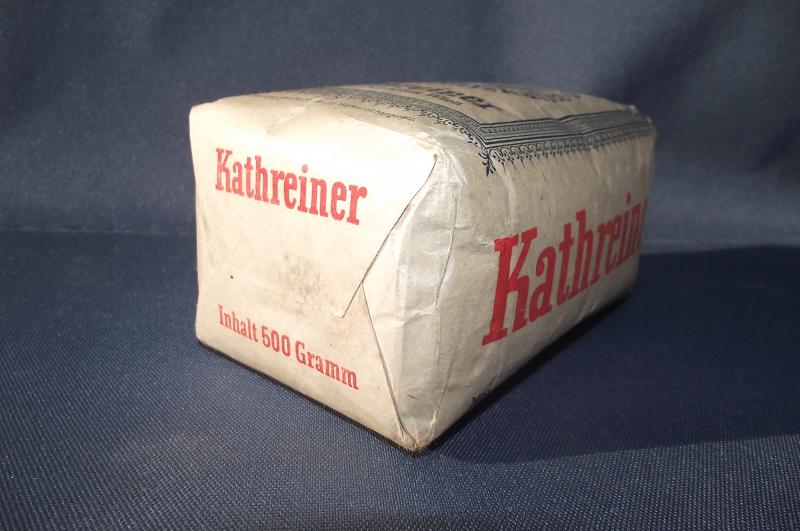 Kathreiner
Inhalt 500 Gramm
Kathrein